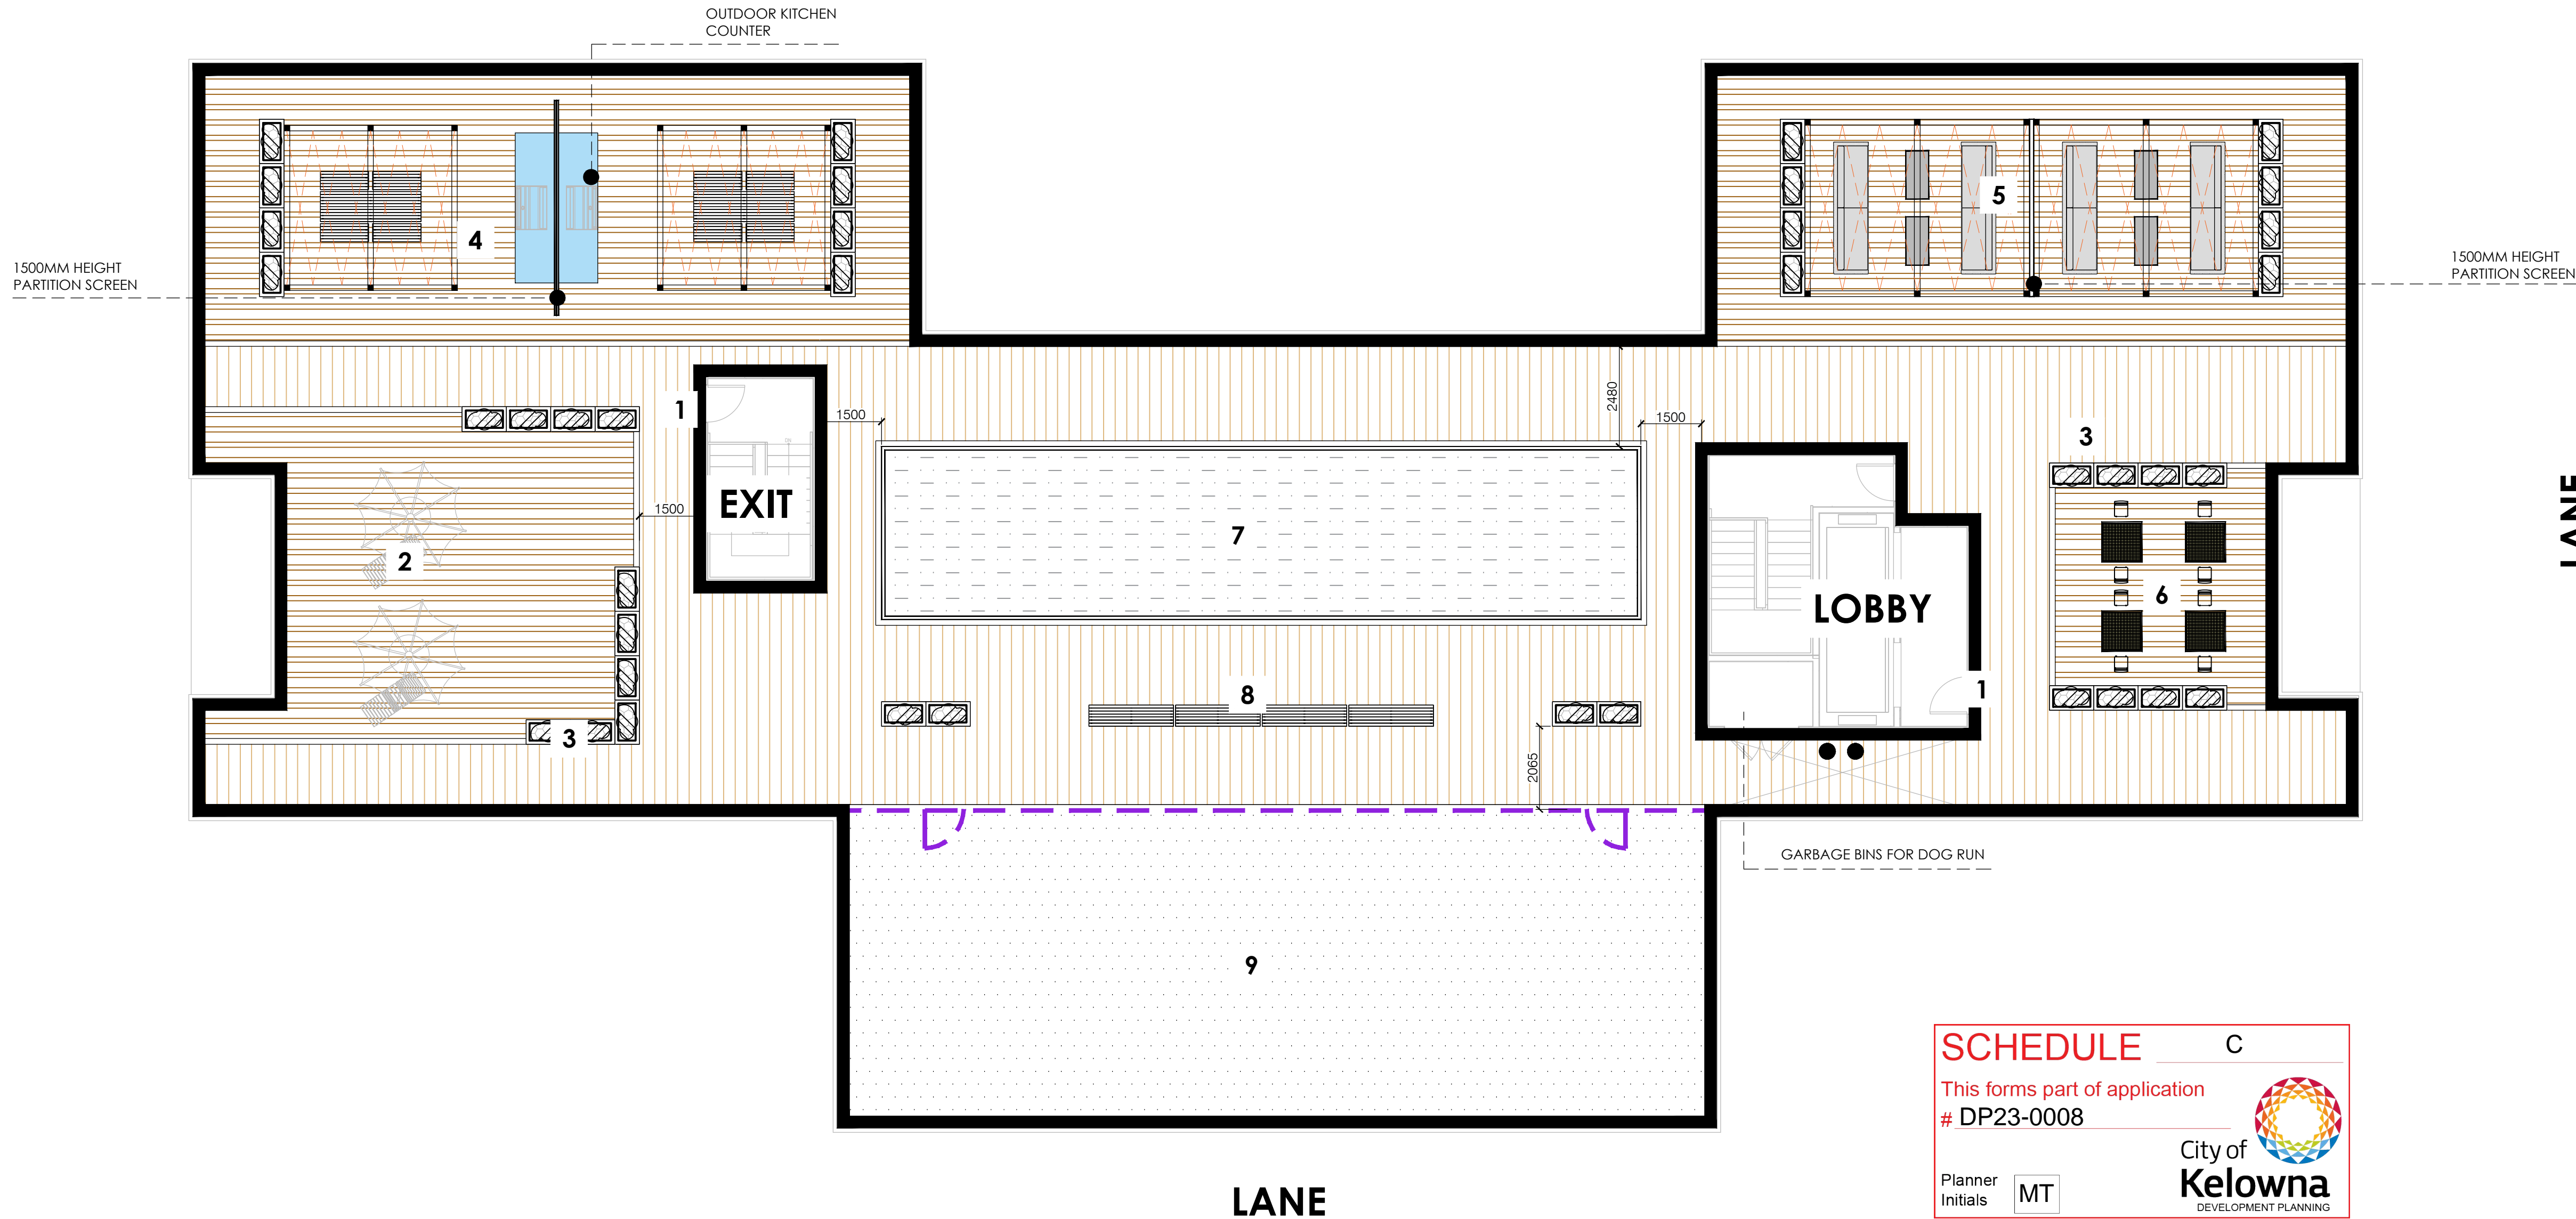 OUTDOOR KITCHEN
COUNTER
1500MM HEIGHT
PARTITION SCREEN
4
5
1500MM HEIGHT
PARTITION SCREEN
1
1500
2480
1500
3
EXIT
DN
1500
2
7
LOBBY
6
LANE
8
1
3
2065
GARBAGE BINS FOR DOG RUN
9
LANE
SCHEDULE C
This forms part of application
# DP23-0008
City of
Kelowna
DEVELOPMENT PLANNING
Planner
Initials
MT